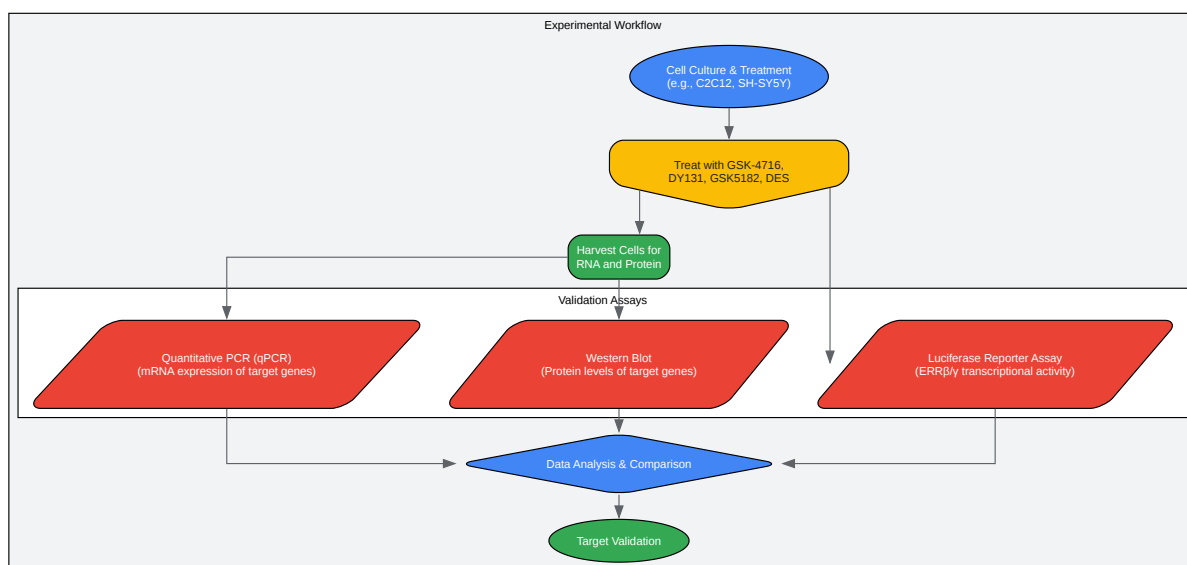 Experimental Workflow
Cell Culture & Treatment
(e.g., C2C12, SH-SY5Y)
Treat with GSK-4716,
DY131, GSK5182, DES
Harvest Cells for
RNA and Protein
Validation Assays
Quantitative PCR (qPCR)
(mRNA expression of target genes)
Western Blot
(Protein levels of target genes)
Luciferase Reporter Assay
(ERRβ/γ transcriptional activity)
Data Analysis & Comparison
Target Validation